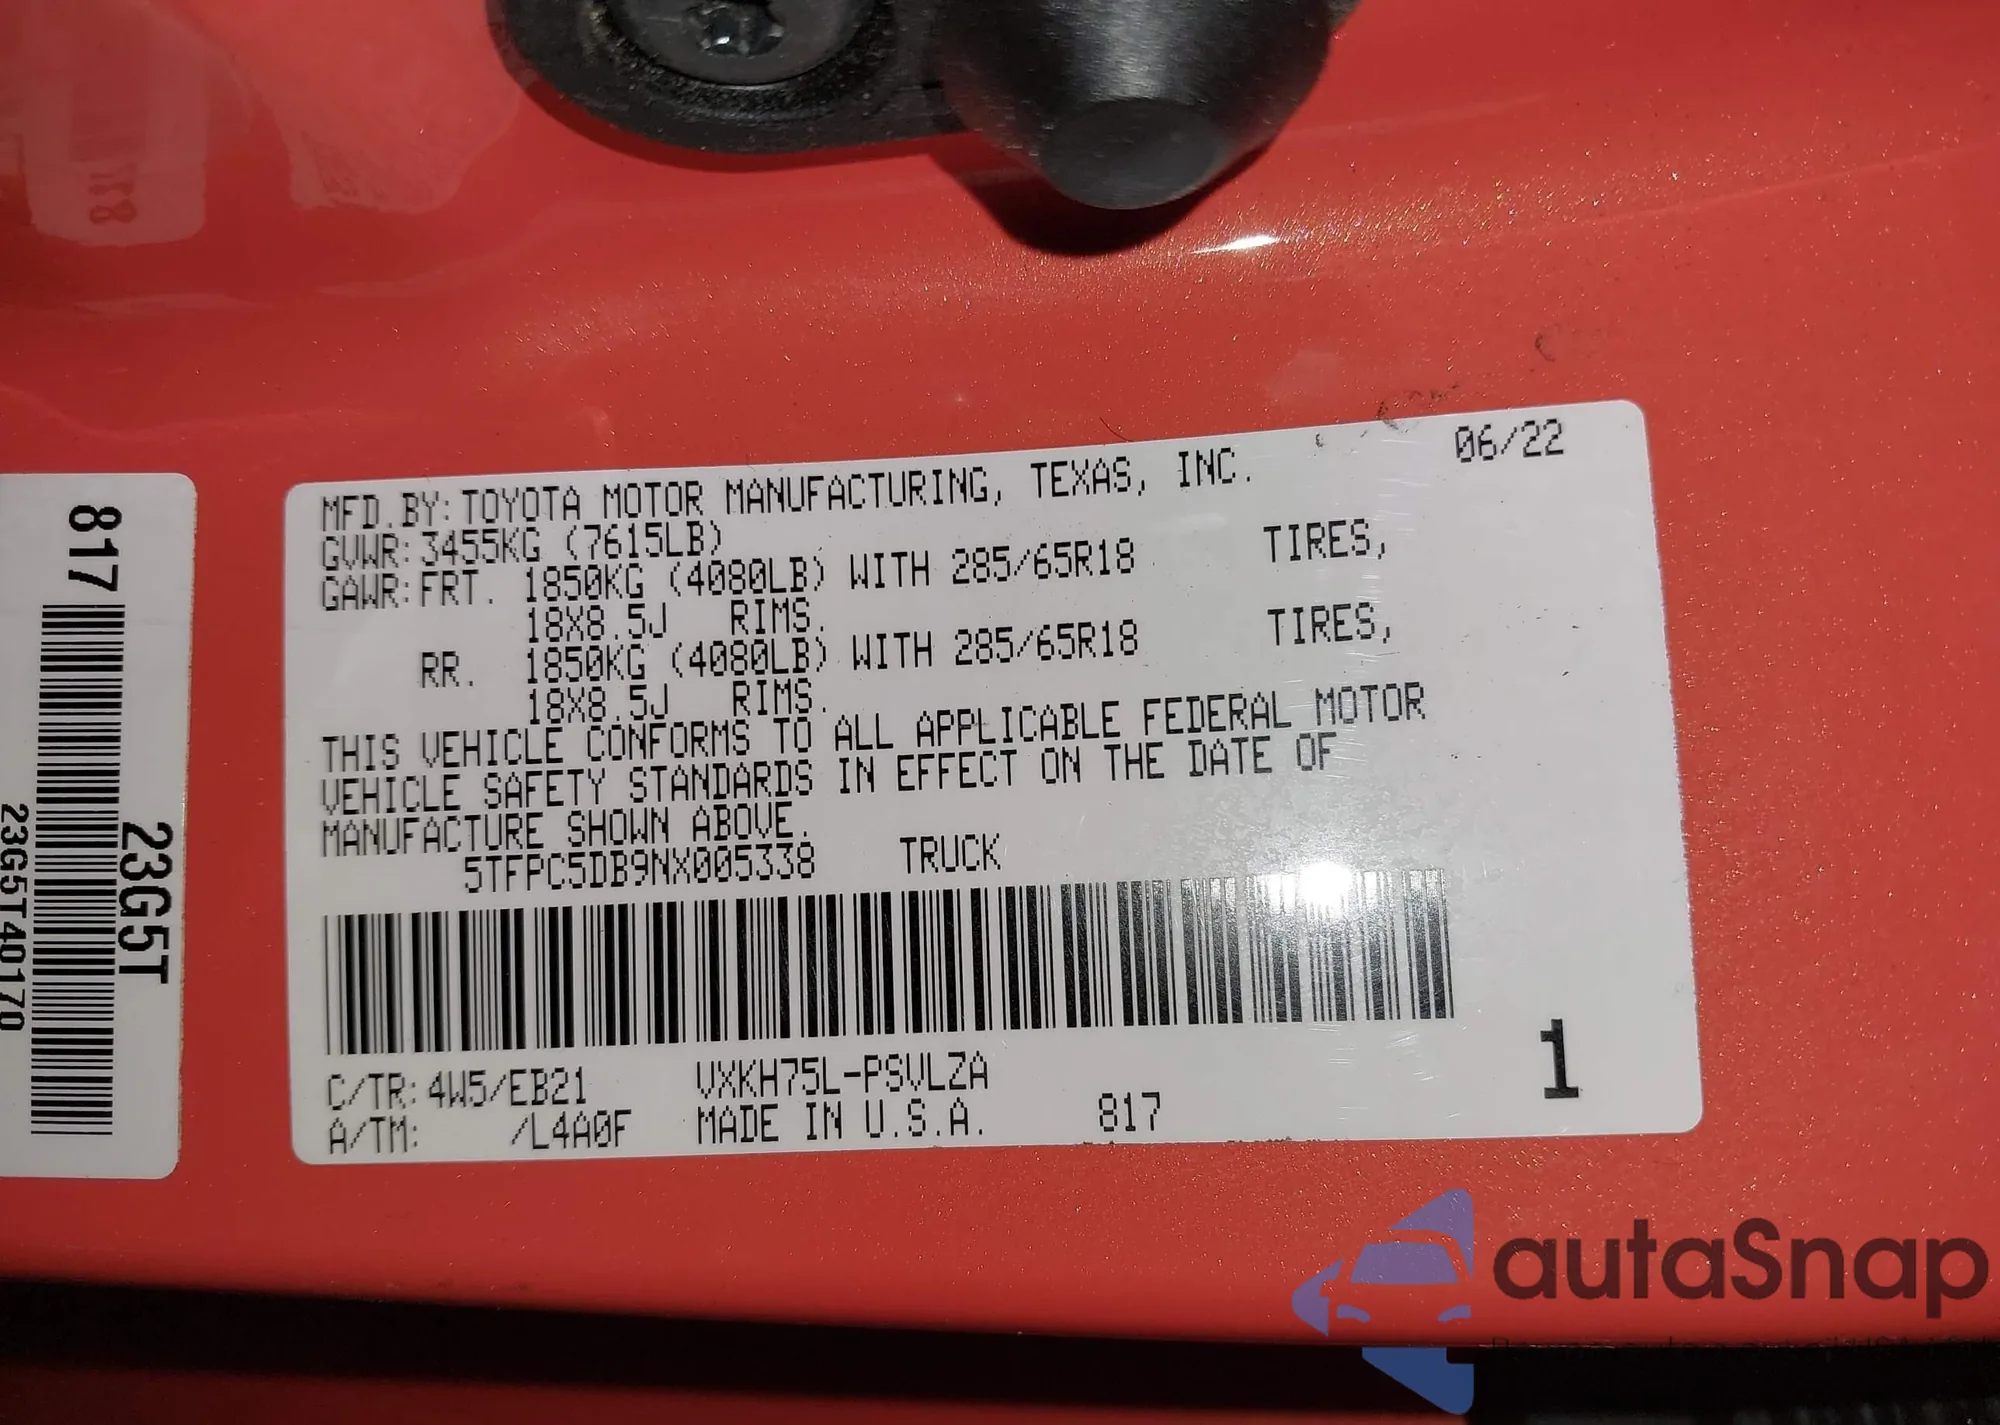 MFD.BY: TOYOTA MOTOR MANUFACTURING, TEXAS, INC. 06/22
GVWR: 3455KG (7615LB)
GAWR: FRT. 1850KG (4080LB) WITH 285/65R18 TIRES,
18X8.5J RIMS.
RR. 1850KG (4080LB) WITH 285/65R18 TIRES,
18X8.5J RIMS.
THIS VEHICLE CONFORMS TO ALL APPLICABLE FEDERAL MOTOR
VEHICLE SAFETY STANDARDS IN EFFECT ON THE DATE OF
MANUFACTURE SHOWN ABOVE.
5TFPC5DB9NX005338 TRUCK
C/TR: 4W5/EB21 VXKH75L-PSVLZA
A/TM: /L4A0F MADE IN U.S.A. 817
1
817
23G5T
23G5T40170
autaSnap